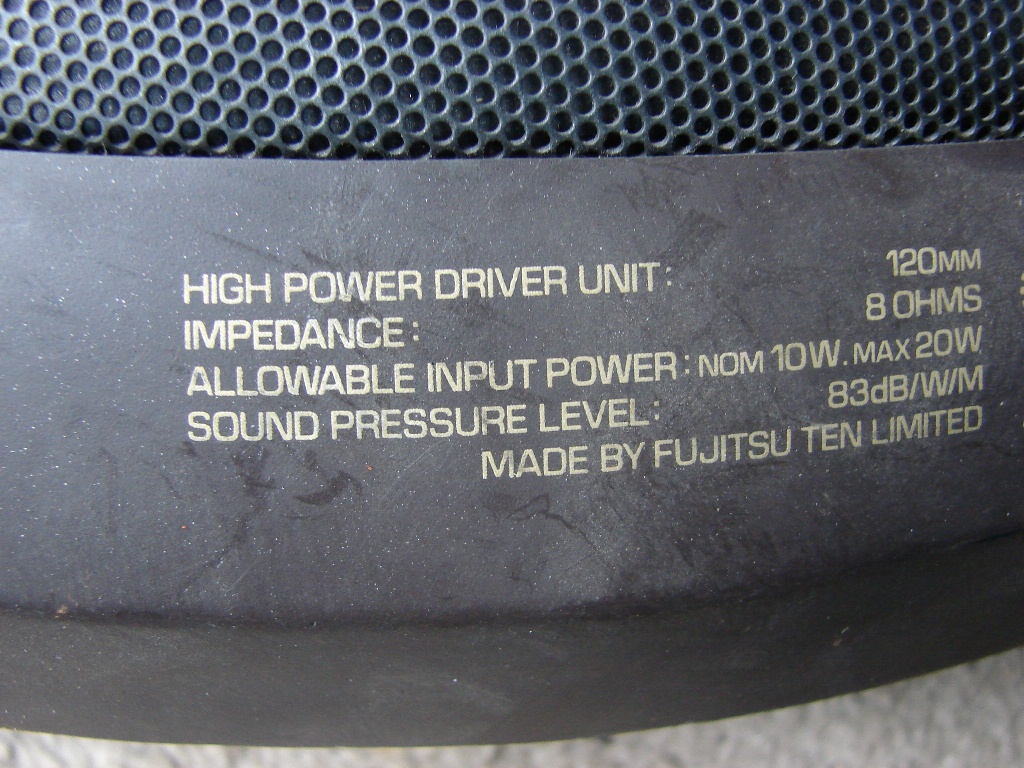 HIGH POWER DRIVER UNIT: 120MM
IMPEDANCE: 8 OHMS
ALLOWABLE INPUT POWER: NOM 10W. MAX 20W
SOUND PRESSURE LEVEL: 83dB/W/M
MADE BY FUJITSU TEN LIMITED